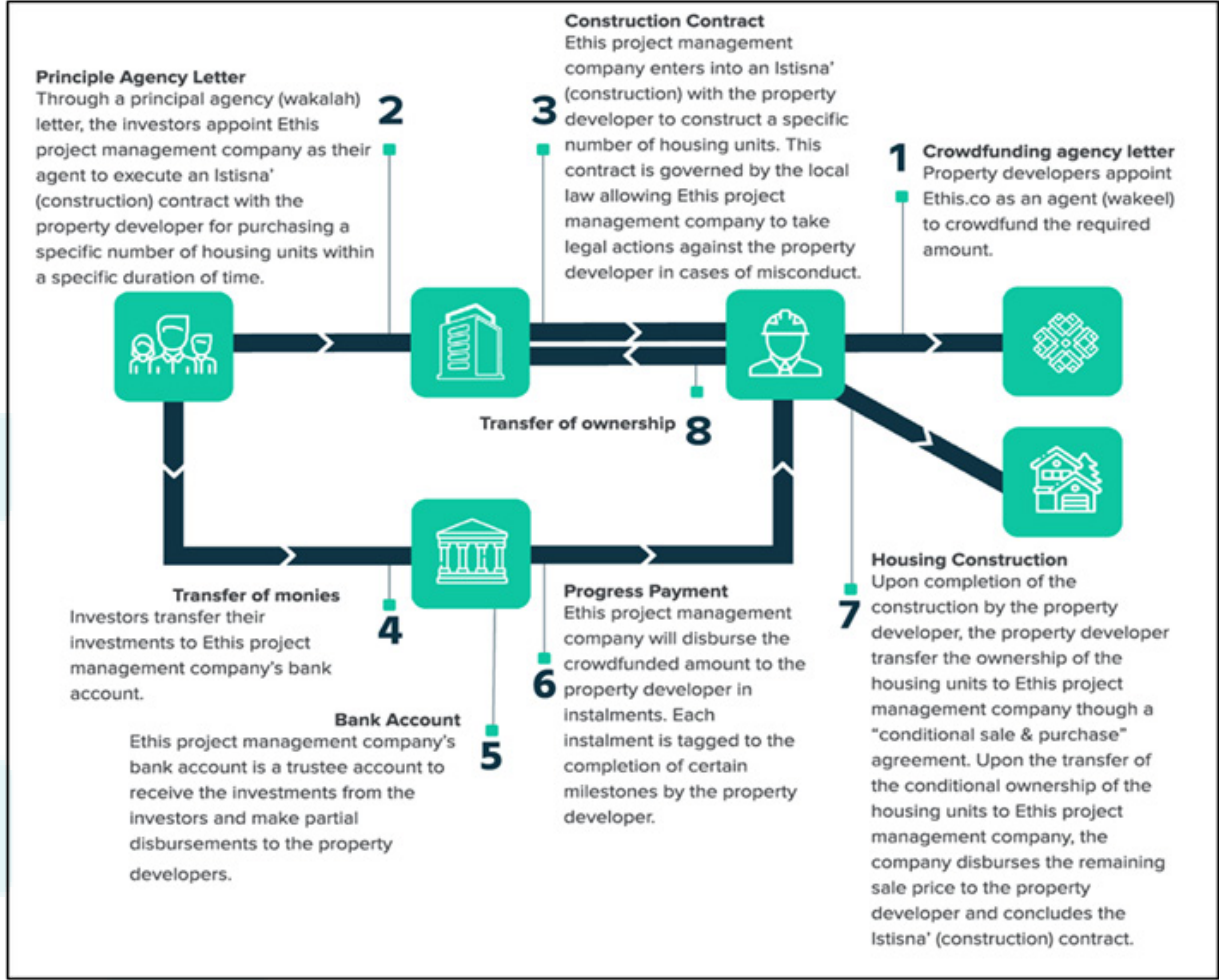 Principle Agency Letter
Through a principal agency (wakalah)
letter, the investors appoint Ethis
project management company as their
agent to execute an Istisna’
(construction) contract with the
property developer for purchasing a
specific number of housing units within
a specific duration of time.
2
Construction Contract
Ethis project management
company enters into an Istisna’
(construction) with the property
developer to construct a specific
number of housing units. This
contract is governed by the local
law allowing Ethis project
management company to take
legal actions against the property
developer in cases of misconduct.
3
1
Crowdfunding agency letter
Property developers appoint
Ethis.co as an agent (wakeel)
to crowdfund the required
amount.
Transfer of ownership 8
Transfer of monies
Investors transfer their
investments to Ethis project
management company’s bank
account.
4
Bank Account
Ethis project management company’s
bank account is a trustee account to
receive the investments from the
investors and make partial
disbursements to the property
developers.
5
Progress Payment
Ethis project management
company will disburse the
crowdfunded amount to the
property developer in
instalments. Each
instalment is tagged to the
completion of certain
milestones by the property
developer.
6
Housing Construction
Upon completion of the
construction by the property
developer, the property developer
transfer the ownership of the
housing units to Ethis project
management company though a
“conditional sale & purchase”
agreement. Upon the transfer of
the conditional ownership of the
housing units to Ethis project
management company, the
company disburses the remaining
sale price to the property
developer and concludes the
Istisna’ (construction) contract.
7